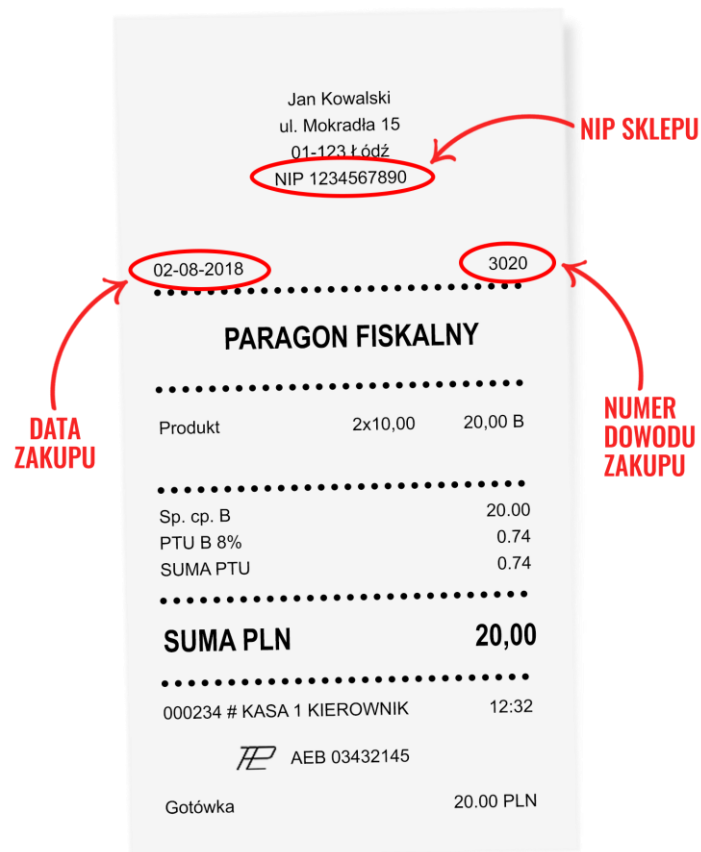 Jan Kowalski
ul. Mokradła 15
01-123 Łódź
NIP 1234567890
NIP SKLEPU
02-08-2018 3020
PARAGON FISKALNY
DATA
ZAKUPU
NUMER
DOWODU
ZAKUPU
Produkt 2x10,00 20,00 B
Sp. cp. B 20.00
PTU B 8% 0.74
SUMA PTU 0.74
SUMA PLN 20,00
000234 # KASA 1 KIEROWNIK 12:32
AEB 03432145
Gotówka 20.00 PLN